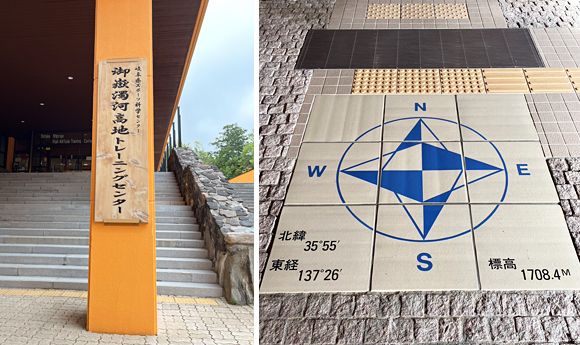 岐阜県スポーツ科学センター
御嶽濁河高地トレーニングセンター
N
W
E
S
北緯
35°55′
東経
137°26′
標高
1708.4M